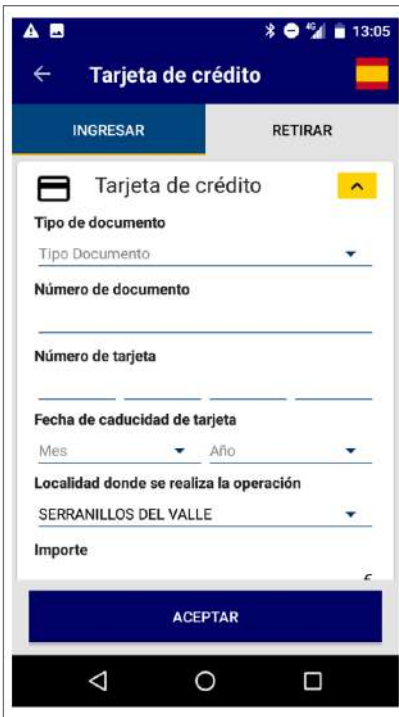 4G 13:05
Tarjeta de crédito
INGRESAR RETIRAR
Tarjeta de crédito
Tipo de documento
Tipo Documento
Número de documento
Número de tarjeta
Fecha de caducidad de tarjeta
Mes Año
Localidad donde se realiza la operación
SERRANILLOS DEL VALLE
Importe
€
ACEPTAR